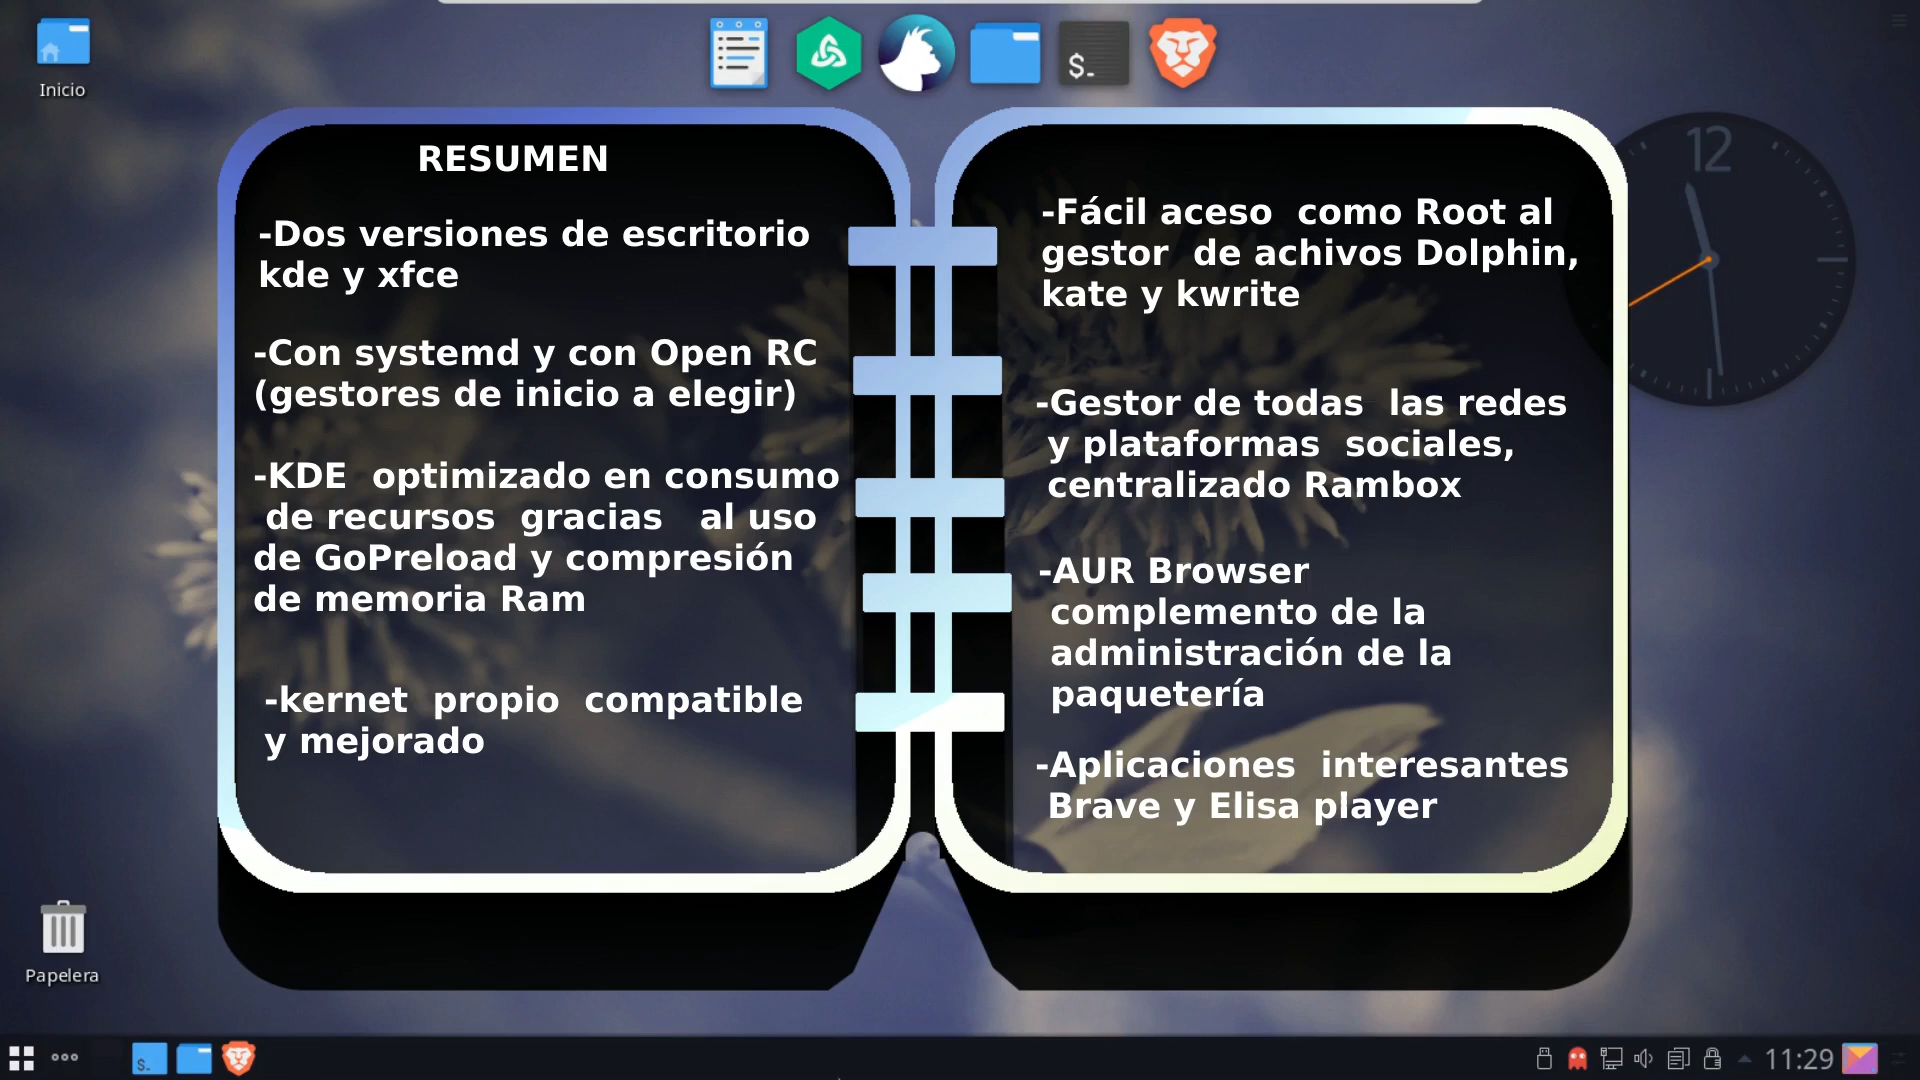 Inicio
$-
12
RESUMEN
-Dos versiones de escritorio
kde y xfce
-Con systemd y con Open RC
(gestores de inicio a elegir)
-KDE optimizado en consumo
de recursos gracias al uso
de GoPreload y compresión
de memoria Ram
-kernet propio compatible
y mejorado
-Fácil aceso como Root al
gestor de achivos Dolphin,
kate y kwrite
-Gestor de todas las redes
y plataformas sociales,
centralizado Rambox
-AUR Browser
complemento de la
administración de la
paquetería
-Aplicaciones interesantes
Brave y Elisa player
Papelera
$-
11:29